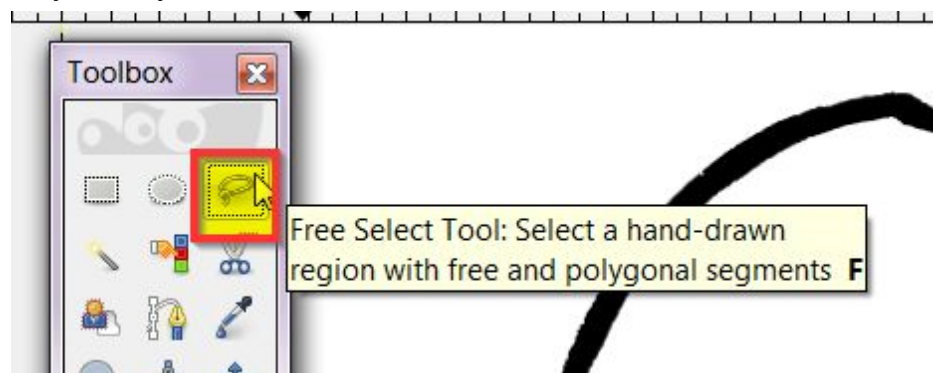 Toolbox
Free Select Tool: Select a hand-drawn
region with free and polygonal segments F